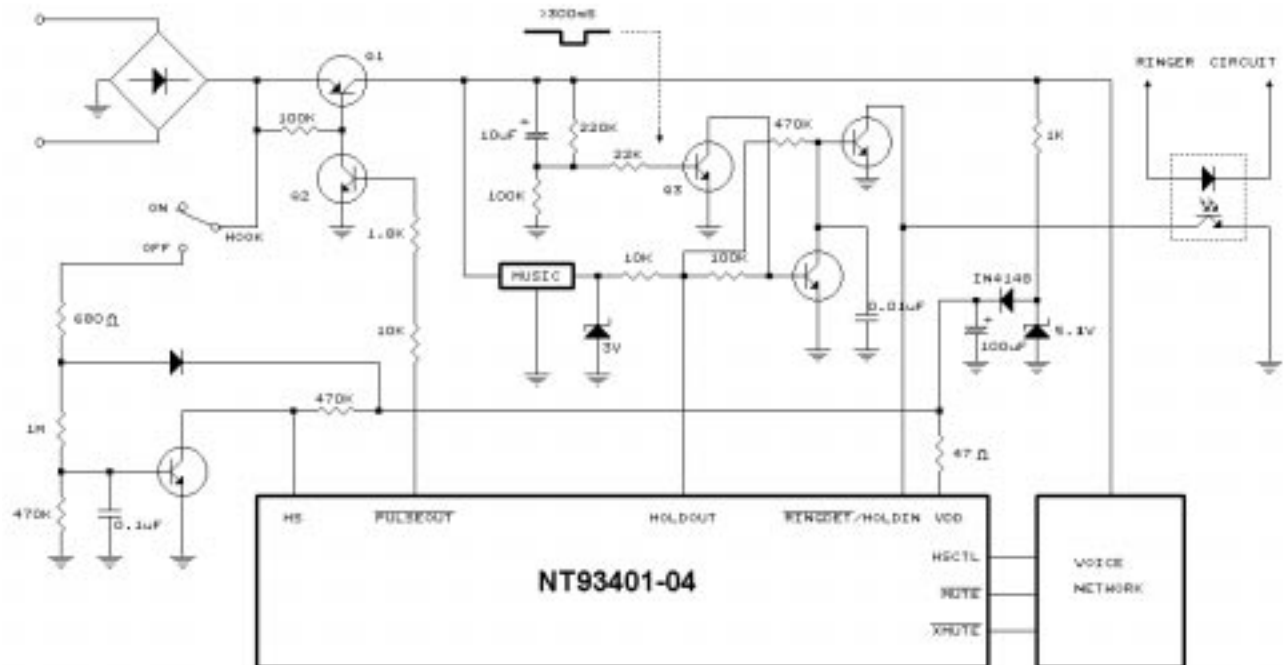 >300mS
Q1
RINGER CIRCUIT
100K
10uF
+
220K
22K
470K
1K
Q2
100K
Q3
ON
HOOK
OFF
1.8K
MUSIC
10K
100K
IN4148
0.01uF
+
100uF
5.1V
680Ω
10K
3V
470K
1M
47Ω
470K
0.1uF
HS
PULSEOUT
HOLDOUT
RINGDET/HOLDIN
VDD
HSCTL
MUTE
XMUTE
NT93401-04
VOICE
NETWORK